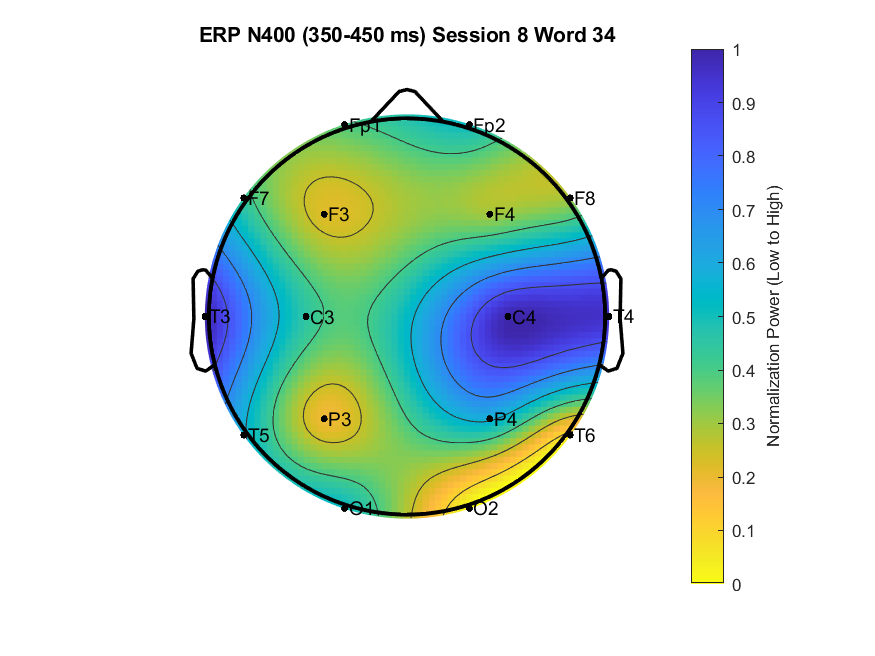 ERP N400 (350-450 ms) Session 8 Word 34
Fp1 Fp2
F7 F8
F3 F4
T3 C3 C4 T4
P3 P4
T5 T6
O1 O2
1
0.9
0.8
0.7
0.6
0.5
0.4
0.3
0.2
0.1
0
Normalization Power (Low to High)